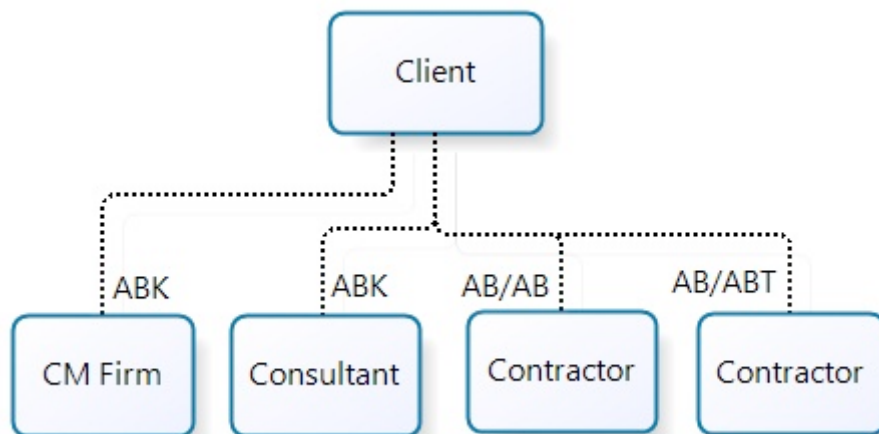 Client
ABK
ABK
AB/AB
AB/ABT
CM Firm
Consultant
Contractor
Contractor